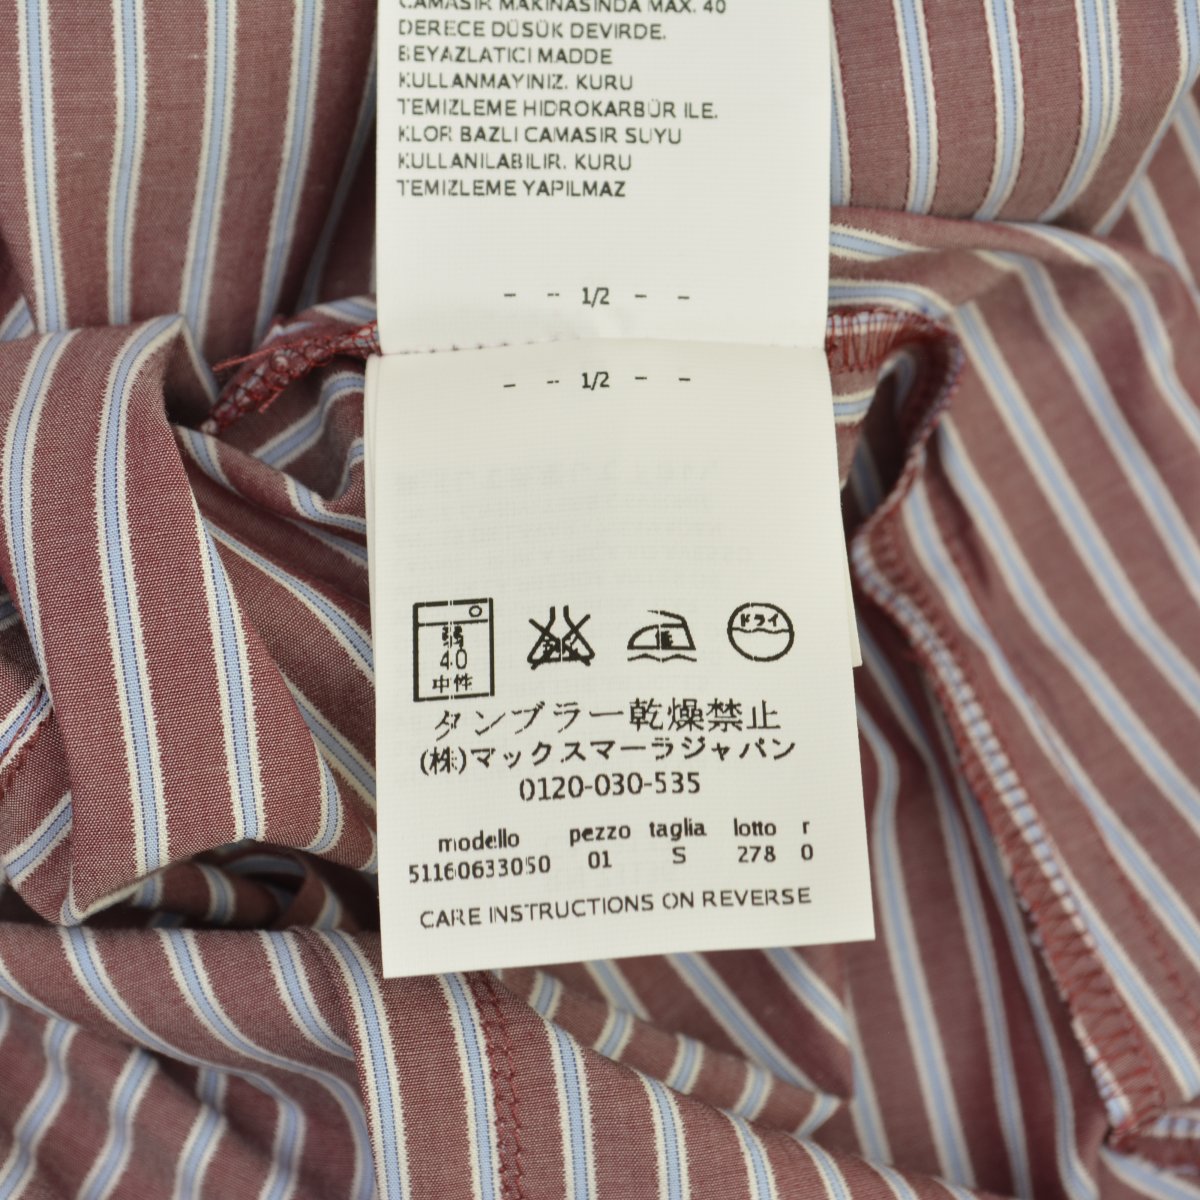 ÇAMAŞIR MAKINASINDA MAX. 40
DERECE DÜSÜK DEVIRDE.
BEYAZLATICI MADDE
KULLANMAYINIZ. KURU
TEMIZLEME HIDROKARBÜR ILE.
KLOR BAZLI CAMASIR SUYU
KULLANILABILIR. KURU
TEMIZLEME YAPILMAZ
- -- 1/2 - -
- -- 1/2 - -
弱
40
中性
ドライ
タンブラー乾燥禁止
(株)マックスマーラジャパン
0120-030-535
modello pezzo taglia lotto r
51160633050 01 S 278 0
CARE INSTRUCTIONS ON REVERSE